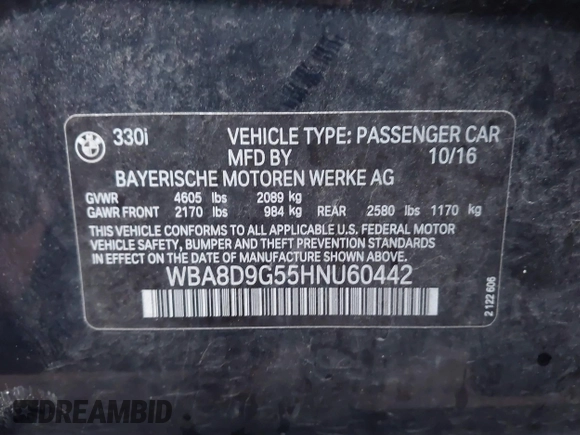 330i VEHICLE TYPE: PASSENGER CAR
MFD BY 10/16
BAYERISCHE MOTOREN WERKE AG
GVWR 4605 lbs 2089 kg
GAWR FRONT 2170 lbs 984 kg REAR 2580 lbs 1170 kg
THIS VEHICLE CONFORMS TO ALL APPLICABLE U.S. FEDERAL MOTOR
VEHICLE SAFETY, BUMPER AND THEFT PREVENTION STANDARDS IN
EFFECT ON THE DATE OF MANUFACTURE SHOWN ABOVE.
WBA8D9G55HNU60442
2 122 606
DREAMBID